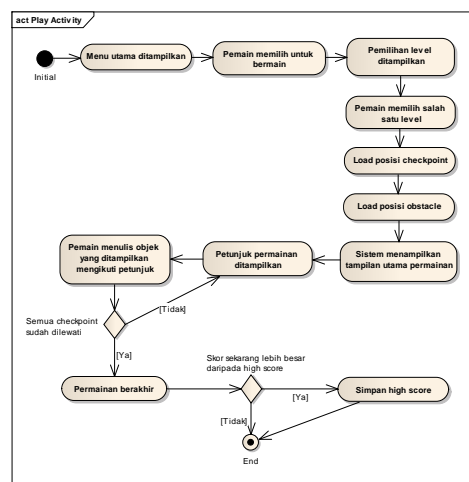 act Play Activity
Initial
Menu utama ditampilkan
Pemain memilih untuk
bermain
Pemilihan level
ditampilkan
Pemain memilih salah
satu level
Load posisi checkpoint
Load posisi obstacle
Sistem menampilkan
tampilan utama permainan
Petunjuk permainan
ditampilkan
Pemain menulis objek
yang ditampilkan
mengikuti petunjuk
Semua checkpoint
sudah dilewati
[Tidak]
[Ya]
Permainan berakhir
Skor sekarang lebih besar
daripada high score
[Ya]
Simpan high score
[Tidak]
End